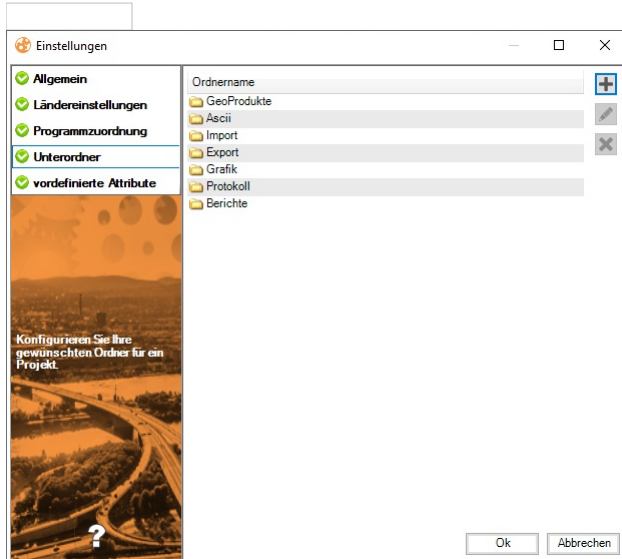 Einstellungen
Allgemein
Ländereinstellungen
Programmzuordnung
Unterordner
vordefinierte Attribute
Konfigurieren Sie Ihre
gewünschten Ordner für ein
Projekt.
?
Ordnername
GeoProdukte
Ascii
Import
Export
Grafik
Protokoll
Berichte
Ok
Abbrechen